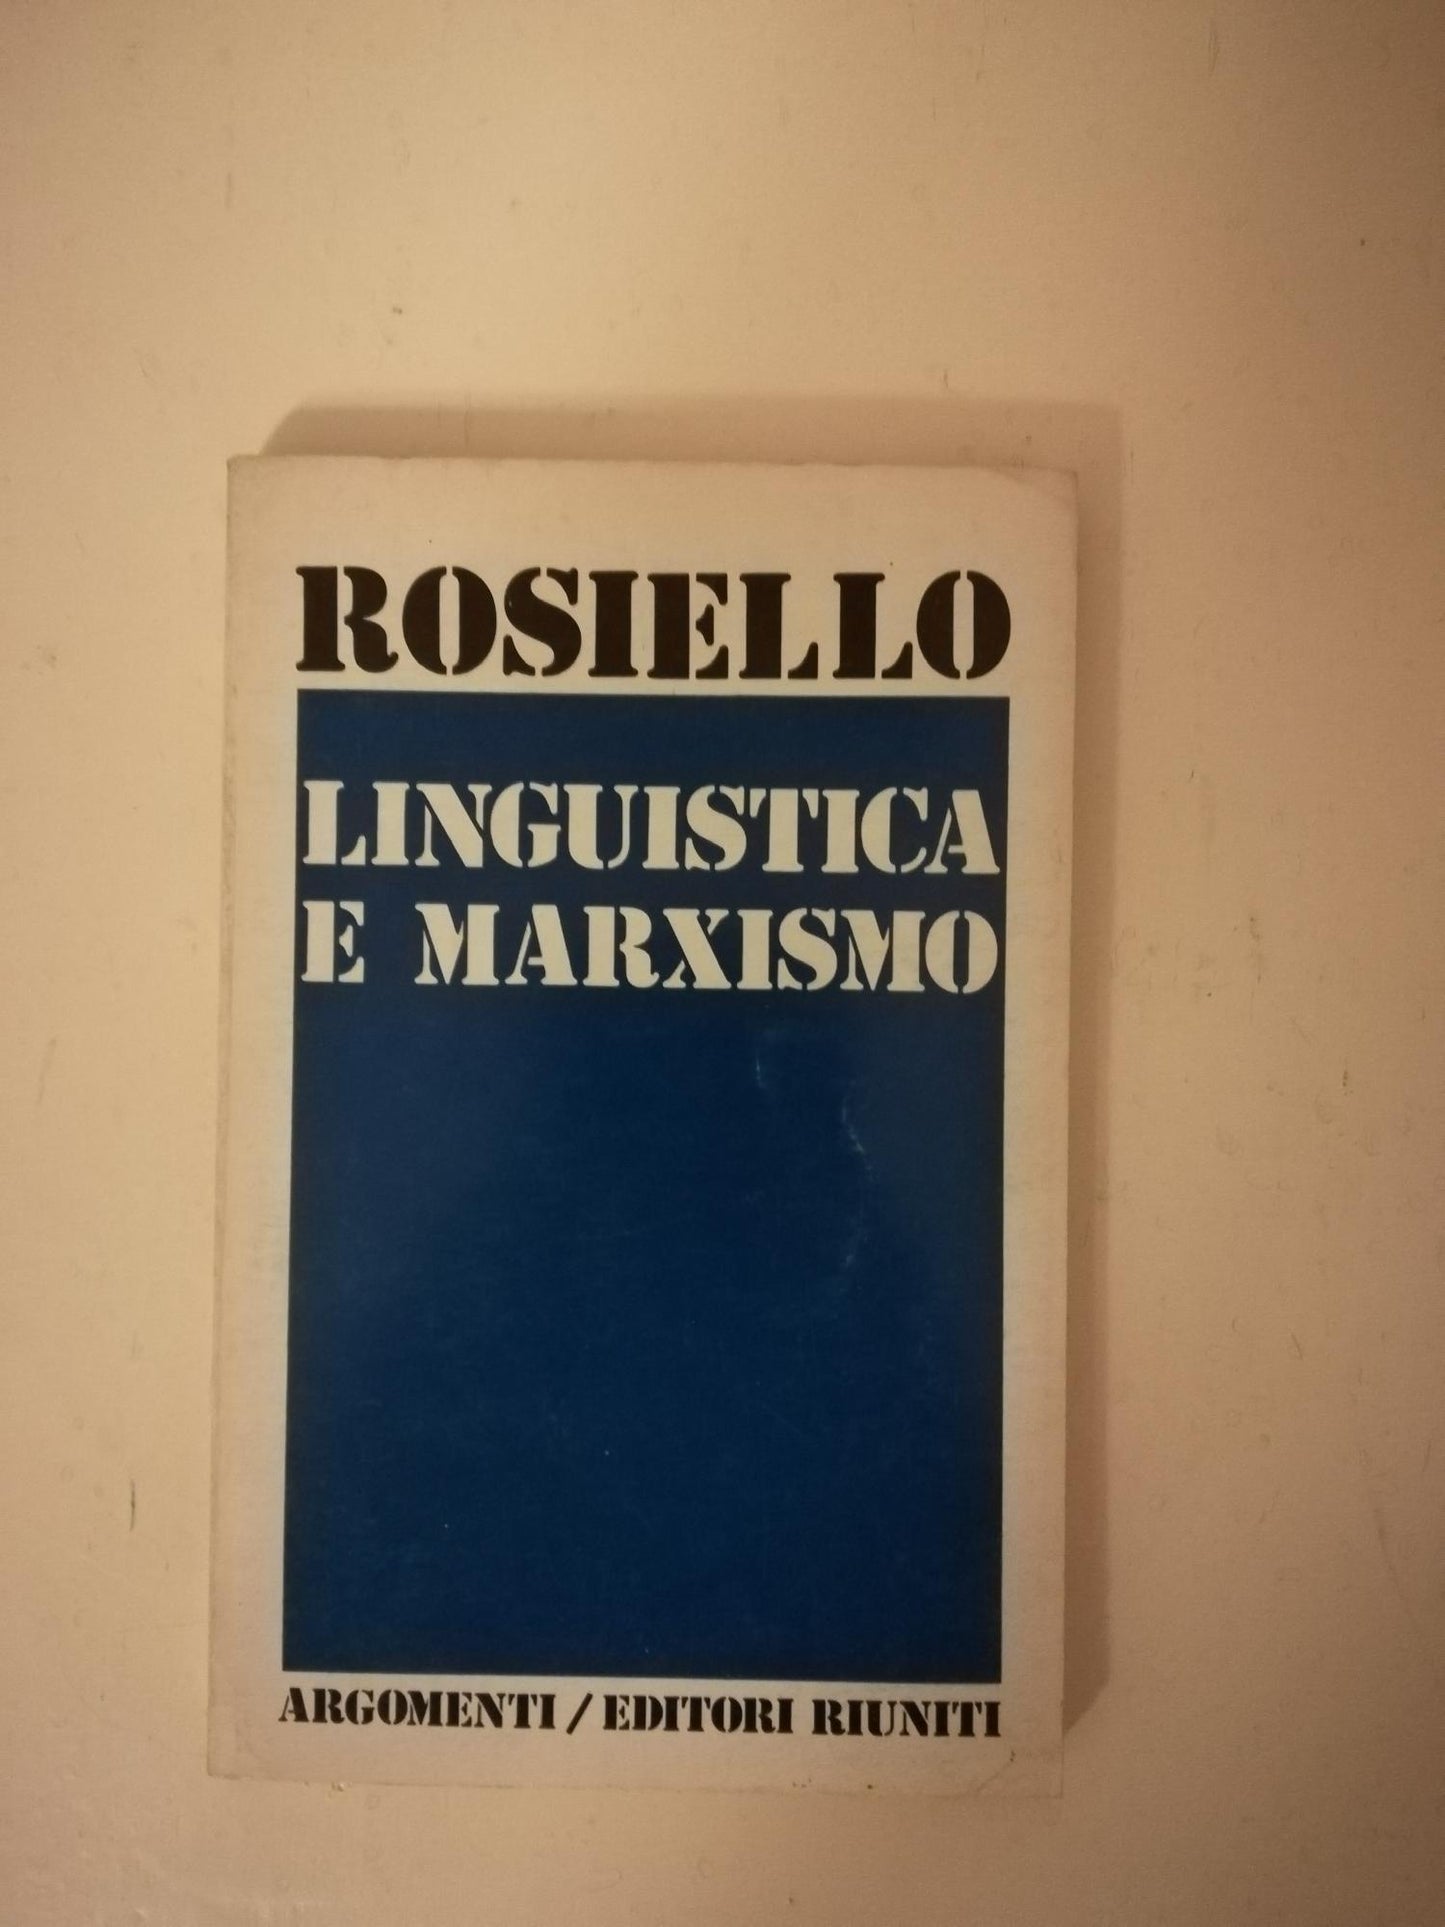 ROSIELLO
LINGUISTICA
E MARXISMO
ARGOMENTI / EDITORI RIUNITI